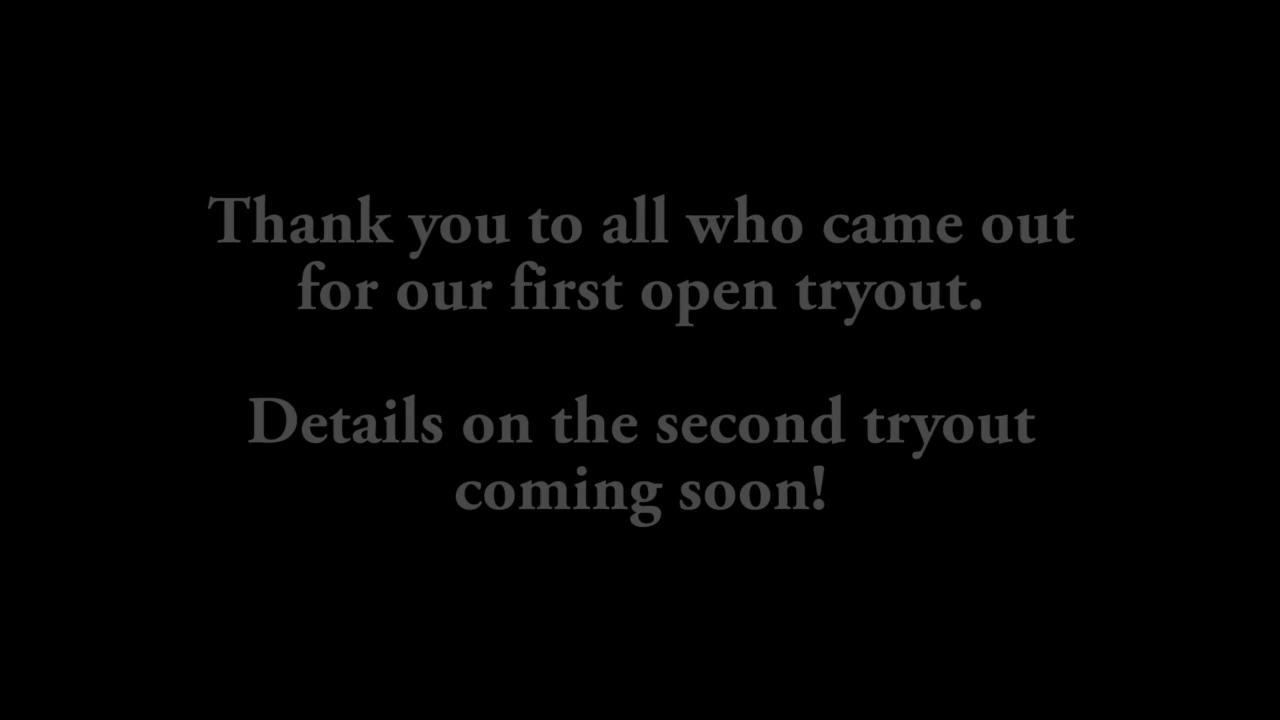 Thank you to all who came out
for our first open tryout.
Details on the second tryout
coming soon!